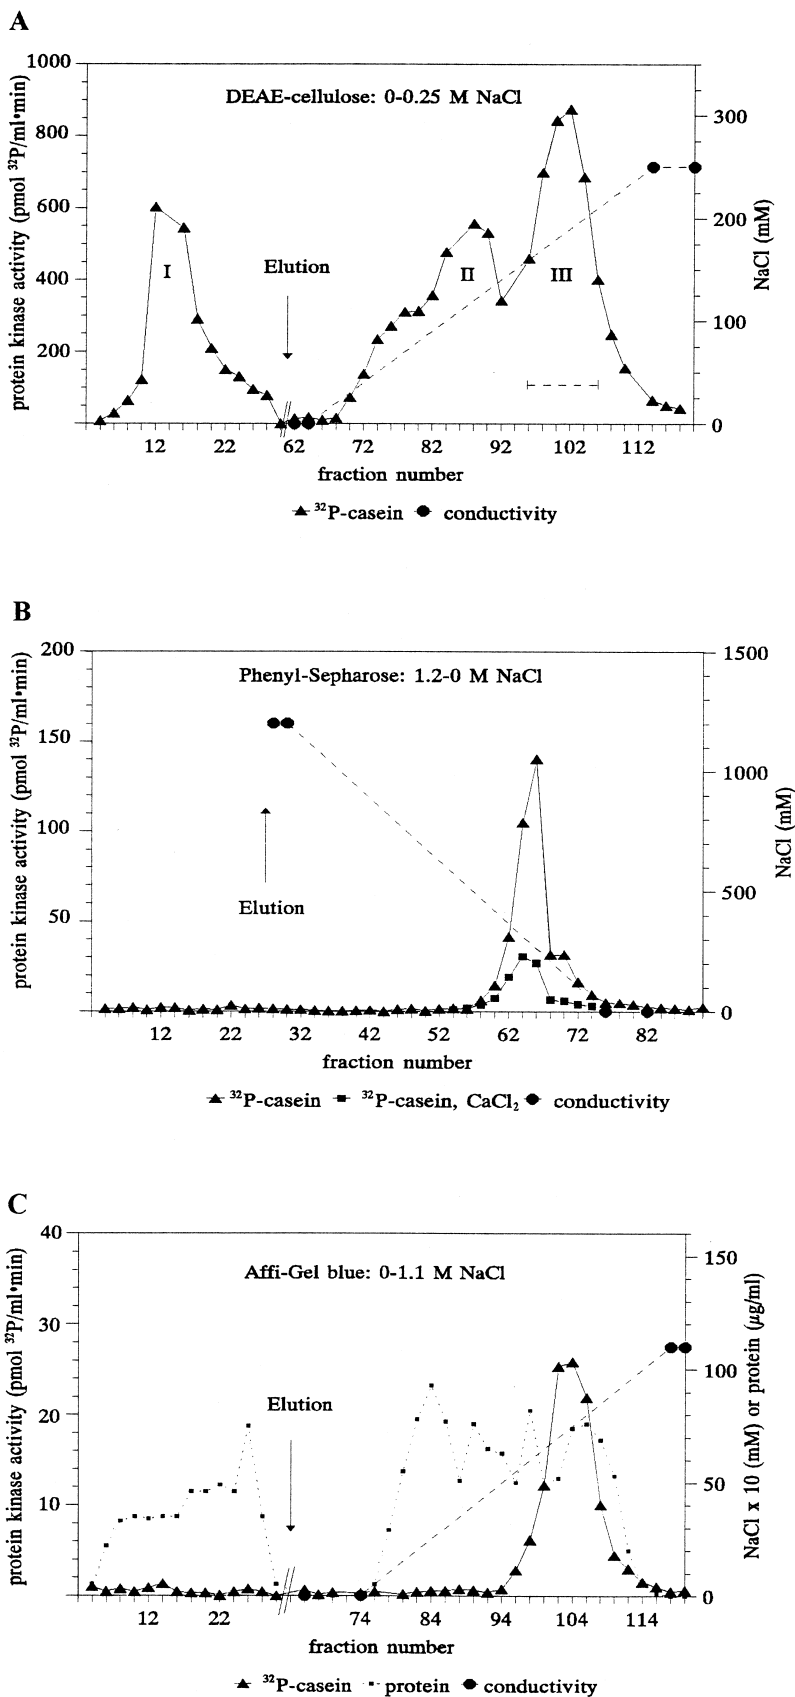 A
DEAE-cellulose: 0-0.25 M NaCl
protein kinase activity (pmol ³²P/ml•min)
1000
800
600
400
200
300
200
100
0
NaCl (mM)
I
II
III
Elution
12 22 62 72 82 92 102 112
fraction number
³²P-casein conductivity
B
Phenyl-Sepharose: 1.2-0 M NaCl
protein kinase activity (pmol ³²P/ml•min)
200
150
100
50
1500
1000
500
0
NaCl (mM)
Elution
12 22 32 42 52 62 72 82
fraction number
³²P-casein ³²P-casein, CaCl₂ conductivity
C
Affi-Gel blue: 0-1.1 M NaCl
protein kinase activity (pmol ³²P/ml•min)
40
30
20
10
150
100
50
0
NaCl x 10 (mM) or protein (µg/ml)
Elution
12 22 74 84 94 104 114
fraction number
³²P-casein protein conductivity